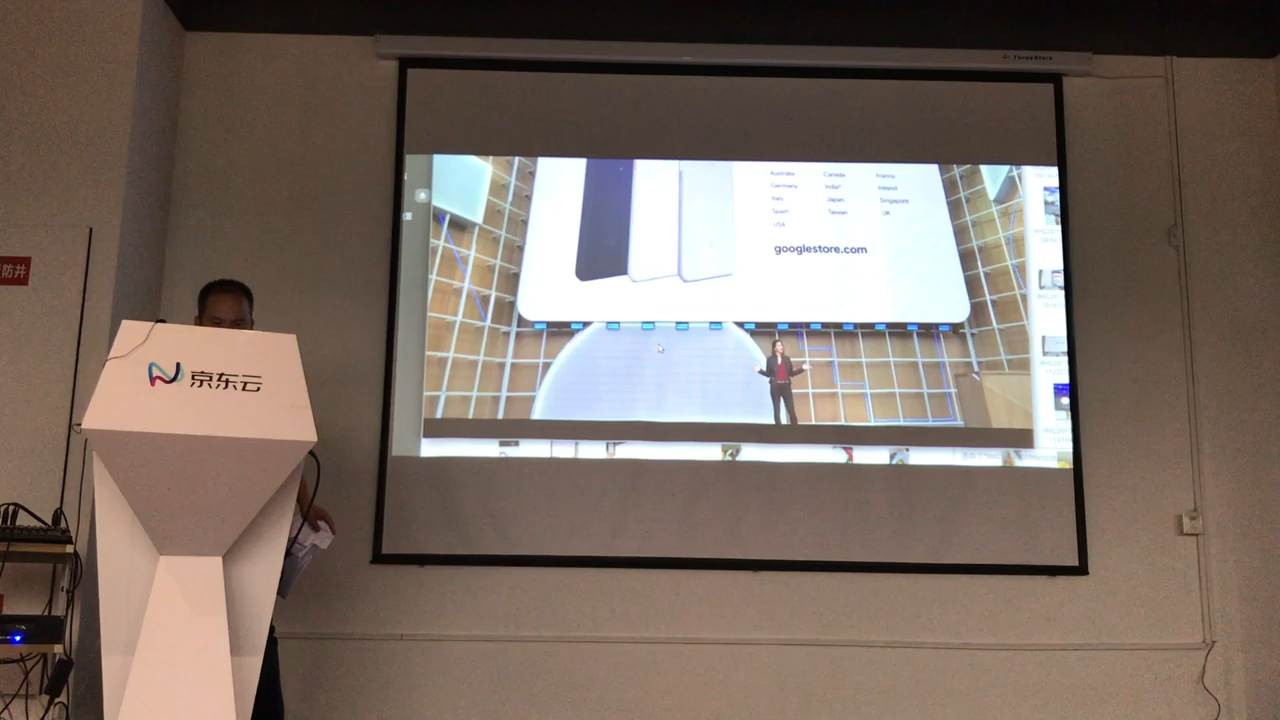 防井
京东云
Australia Canada France
Germany India* Ireland
Italy Japan Singapore
Spain Taiwan UK
USA
googlestore.com